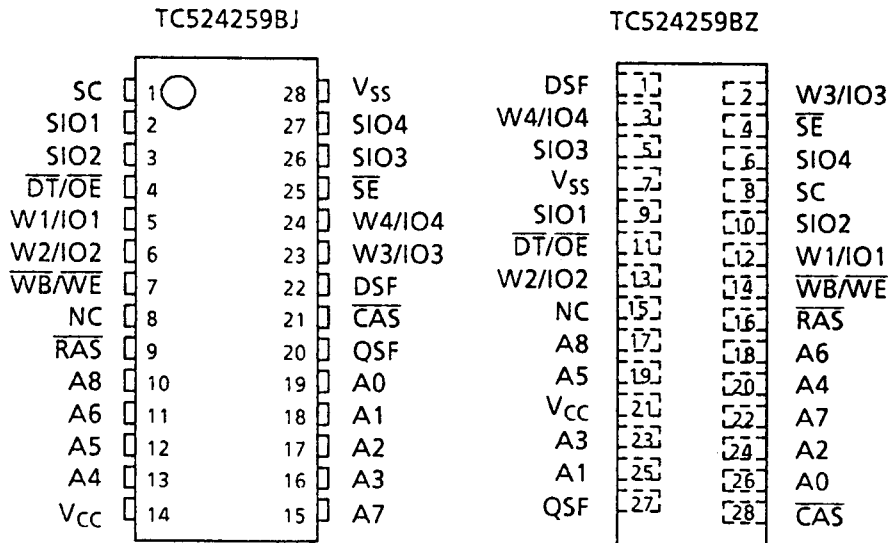 TC524259BJ
SC 1 28 VSS
SIO1 2 27 SIO4
SIO2 3 26 SIO3
DT/OE 4 25 SE
W1/IO1 5 24 W4/IO4
W2/IO2 6 23 W3/IO3
WB/WE 7 22 DSF
NC 8 21 CAS
RAS 9 20 QSF
A8 10 19 A0
A6 11 18 A1
A5 12 17 A2
A4 13 16 A3
VCC 14 15 A7
TC524259BZ
DSF 1
2 W3/IO3
W4/IO4 3
4 SE
SIO3 5
6 SIO4
VSS 7
8 SC
SIO1 9
10 SIO2
DT/OE 11
12 W1/IO1
W2/IO2 13
14 WB/WE
NC 15
16 RAS
A8 17
18 A6
A5 19
20 A4
VCC 21
22 A7
A3 23
24 A2
A1 25
26 A0
QSF 27
28 CAS